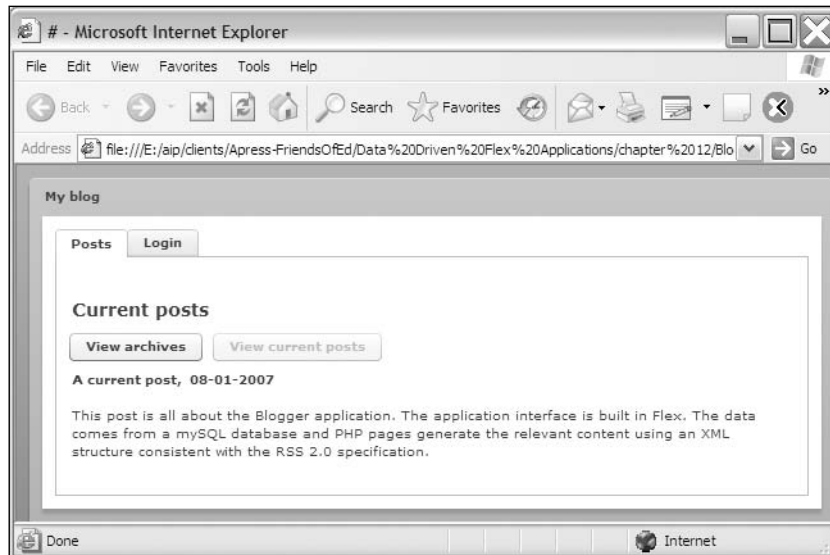 # - Microsoft Internet Explorer
File Edit View Favorites Tools Help
Back Search Favorites »
Address file:///E:/aip/clients/Apress-FriendsOfEd/Data%20Driven%20Flex%20Applications/chapter%2012/Blo Go
My blog
Posts Login
Current posts
View archives View current posts
A current post, 08-01-2007
This post is all about the Blogger application. The application interface is built in Flex. The data
comes from a mySQL database and PHP pages generate the relevant content using an XML
structure consistent with the RSS 2.0 specification.
Done Internet